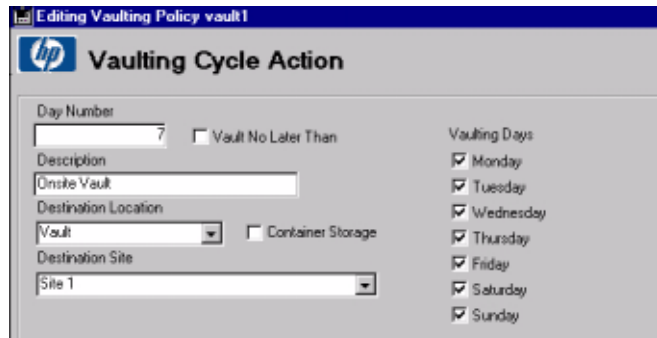 Editing Vaulting Policy vault1
hp
Vaulting Cycle Action
Day Number
7
Vault No Later Than
Description
Onsite Vault
Destination Location
Vault
Container Storage
Destination Site
Site 1
Vaulting Days
Monday
Tuesday
Wednesday
Thursday
Friday
Saturday
Sunday